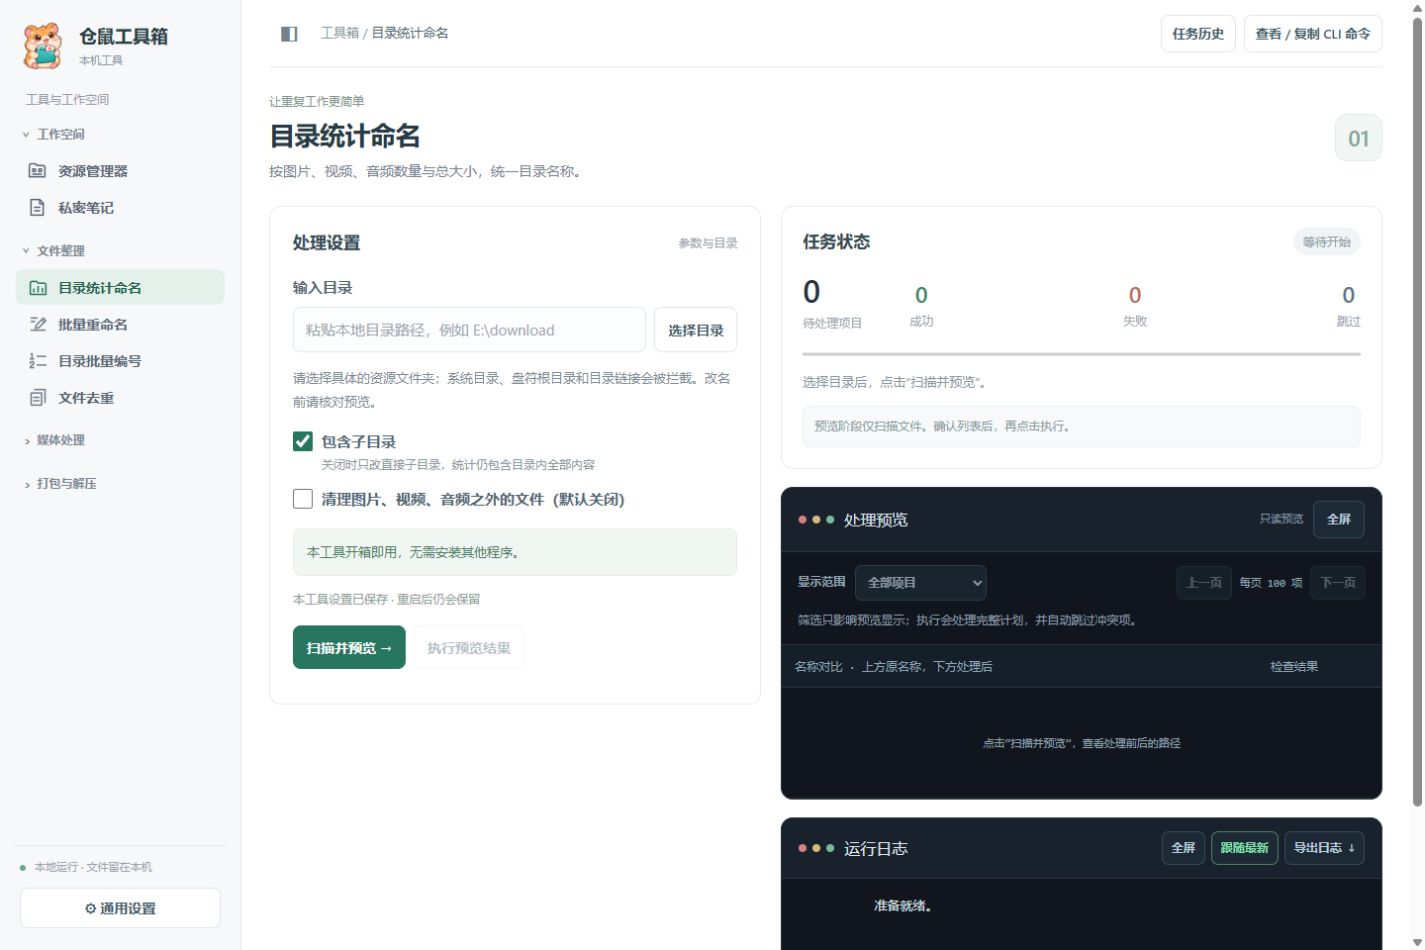 仓鼠工具箱
本机工具
工具与工作空间
工作空间
资源管理器
私密笔记
文件整理
目录统计命名
批量重命名
目录批量编号
文件去重
媒体处理
打包与解压
本地运行 · 文件留在本机
通用设置
工具箱 / 目录统计命名
任务历史
查看 / 复制 CLI 命令
让重复工作更简单
目录统计命名
按图片、视频、音频数量与总大小，统一目录名称。
01
处理设置
参数与目录
输入目录
粘贴本地目录路径，例如 E:\download
选择目录
请选择具体的资源文件夹；系统目录、盘符根目录和目录链接会被拦截。改名
前请核对预览。
包含子目录
关闭时只改直接子目录，统计仍包含目录内全部内容
清理图片、视频、音频之外的文件（默认关闭）
本工具开箱即用，无需安装其他程序。
本工具设置已保存 · 重启后仍会保留
扫描并预览 →
执行预览结果
任务状态
等待开始
0
待处理项目
0
成功
0
失败
0
跳过
选择目录后，点击“扫描并预览”。
预览阶段仅扫描文件。确认列表后，再点击执行。
处理预览
只读预览
全屏
显示范围
全部项目
上一页
每页 100 项
下一页
筛选只影响预览显示；执行会处理完整计划，并自动跳过冲突项。
名称对比 · 上方原名称，下方处理后
检查结果
点击“扫描并预览”，查看处理前后的路径
运行日志
全屏
跟随最新
导出日志 ↓
准备就绪。